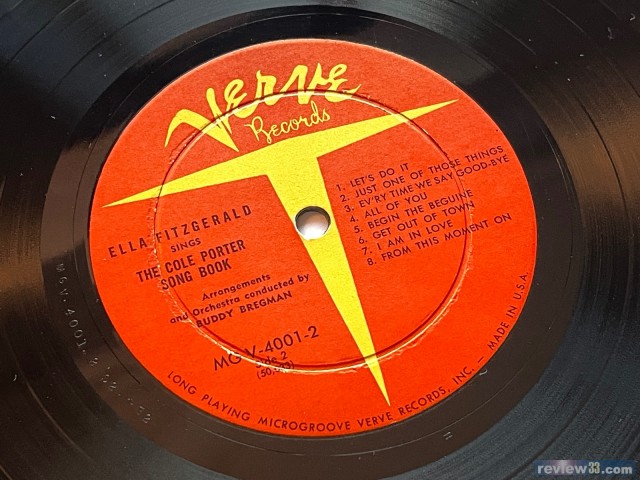 Verve
Records
ELLA FITZGERALD
SINGS
THE COLE PORTER
SONG BOOK
Arrangements
and Orchestra conducted by
BUDDY BREGMAN
MG V-4001-2
Side 2
1. LET'S DO IT
2. JUST ONE OF THOSE THINGS
3. EV'RY TIME WE SAY GOOD-BYE
4. ALL OF YOU
5. BEGIN THE BEGUINE
6. GET OUT OF TOWN
7. I AM IN LOVE
8. FROM THIS MOMENT ON
LONG PLAYING MICROGROOVE VERVE RECORDS, INC. — MADE IN U.S.A.
review33.com